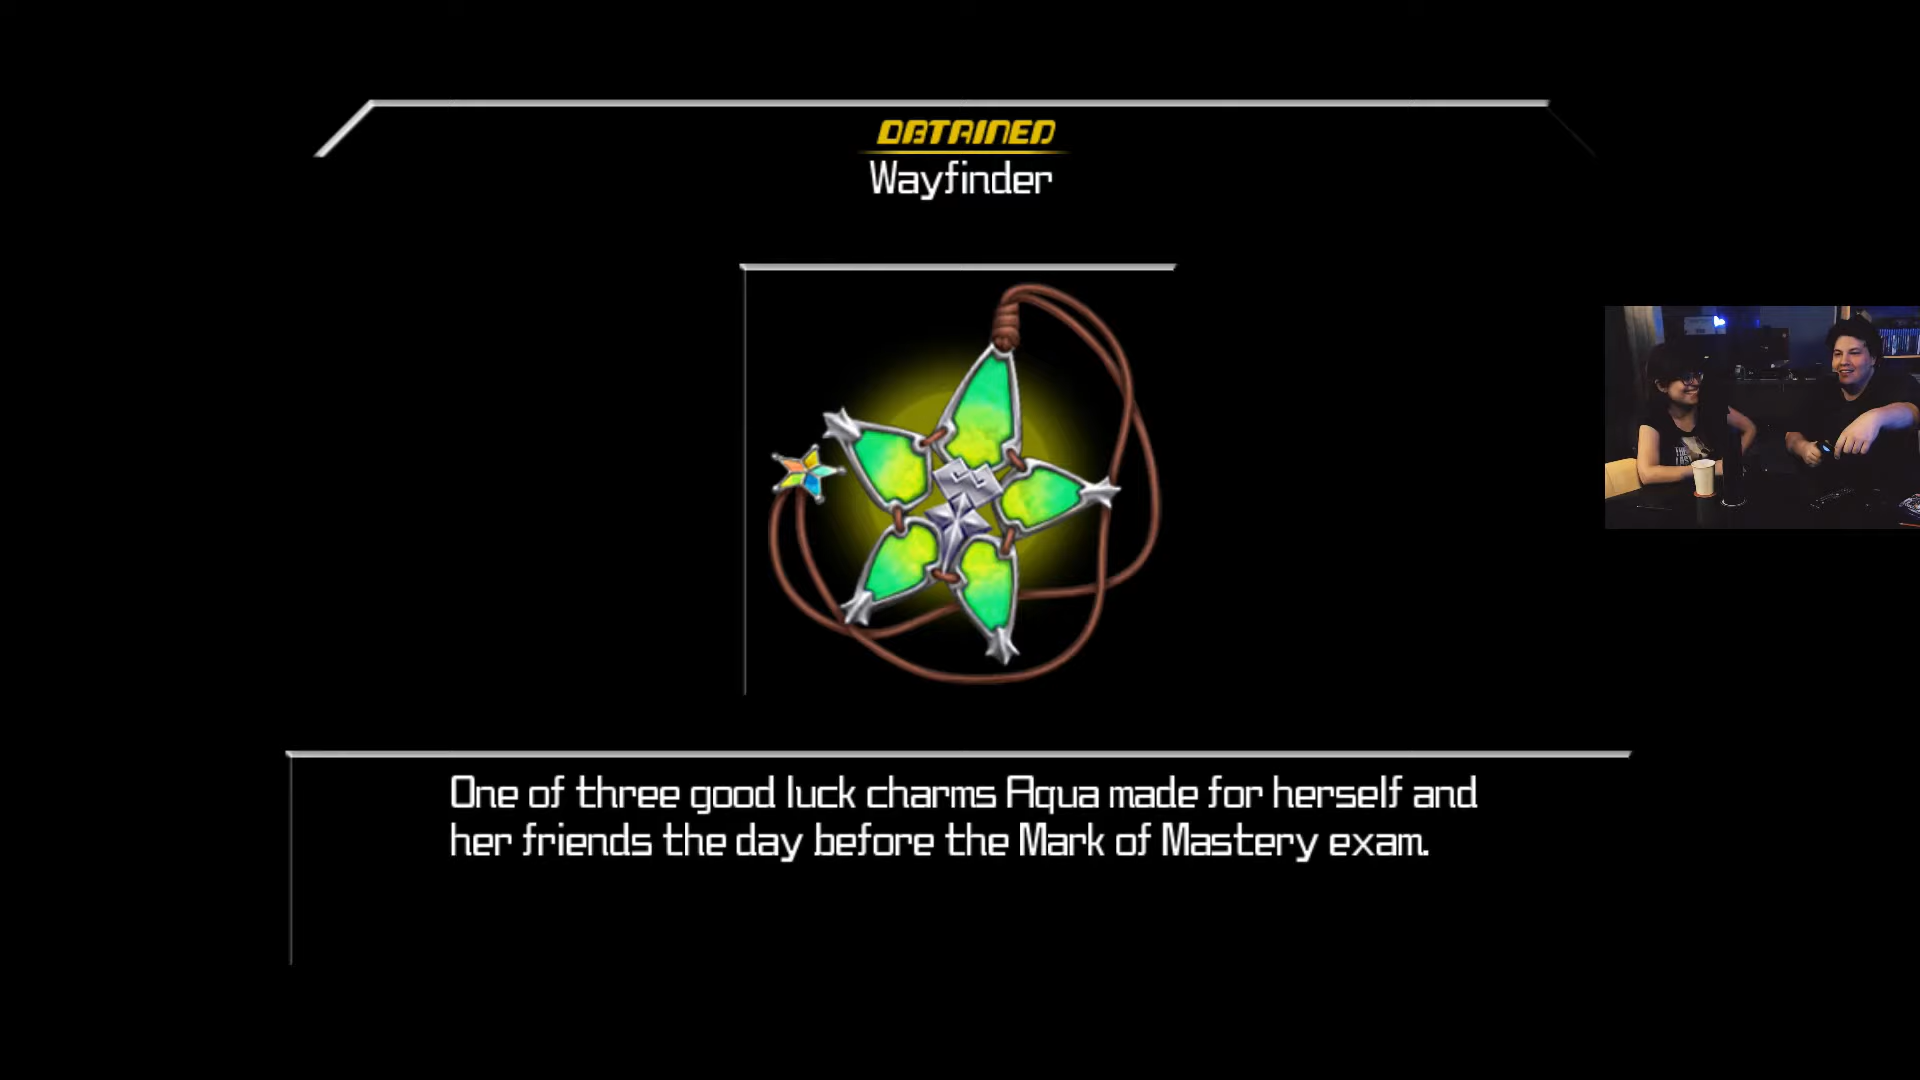 OBTAINED
Wayfinder
One of three good luck charms Aqua made for herself and
her friends the day before the Mark of Mastery exam.